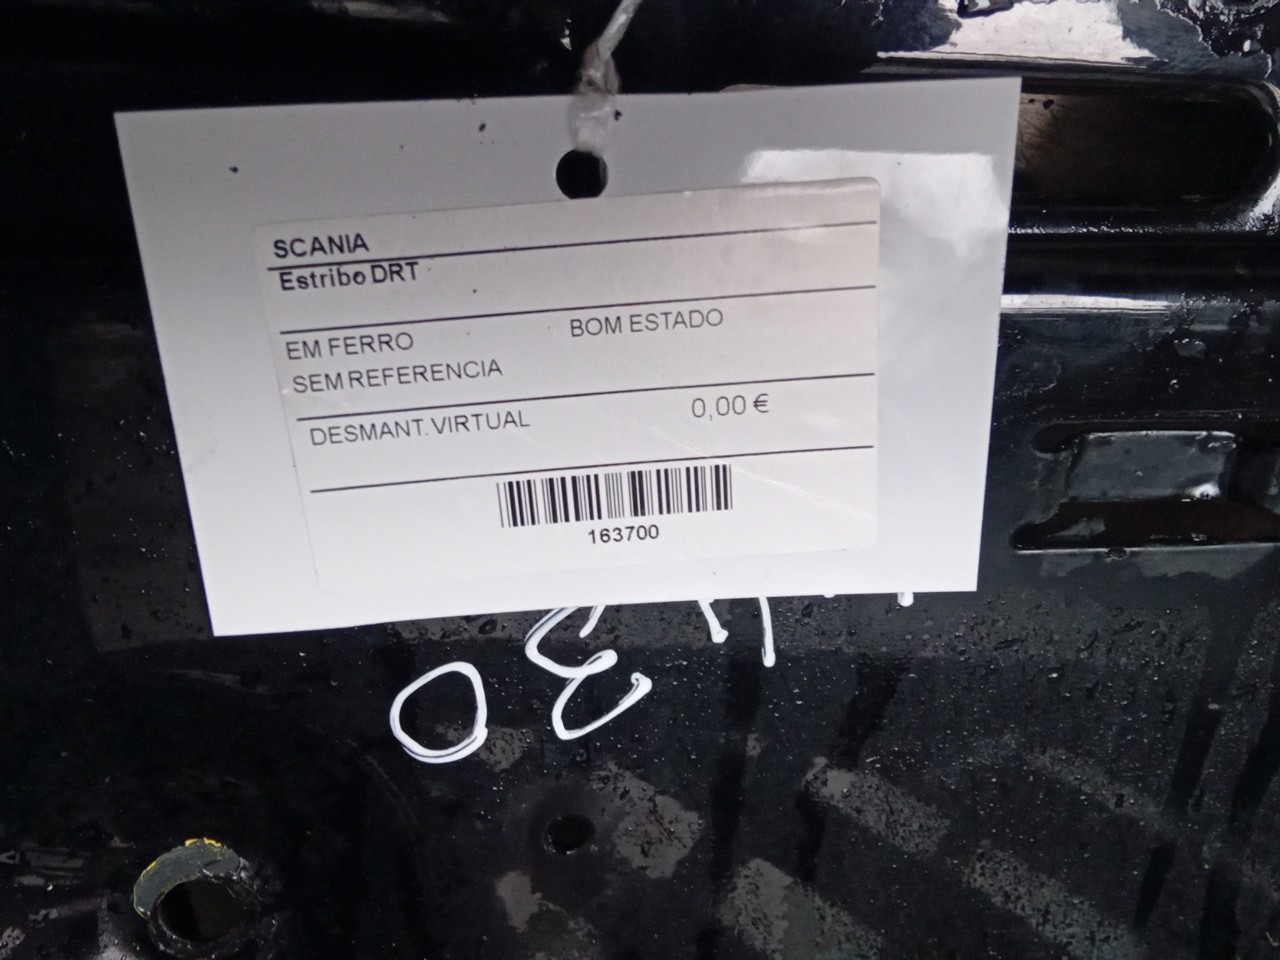 SCANIA
Estribo DRT
EM FERRO BOM ESTADO
SEM REFERENCIA
DESMANT. VIRTUAL 0,00 €
163700